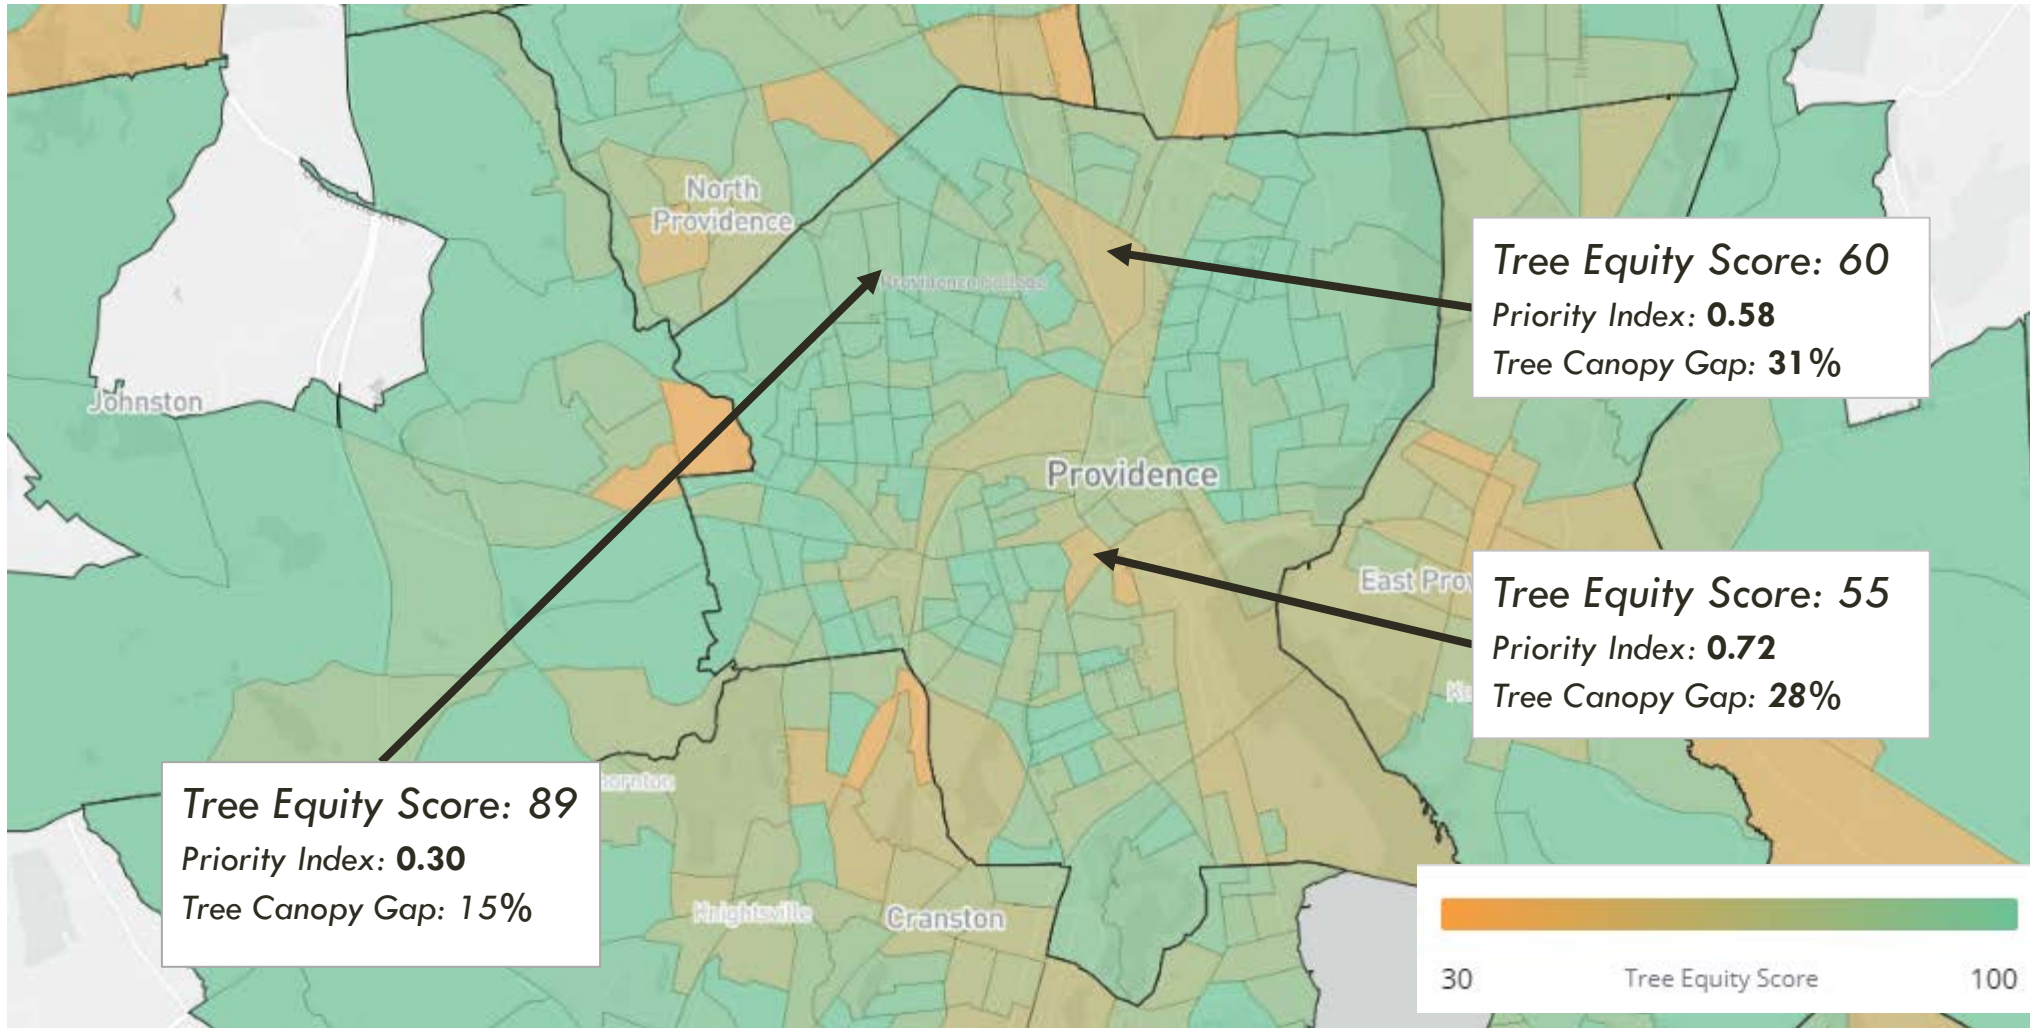 North
Providence
Providence College
Tree Equity Score: 60
Priority Index: 0.58
Tree Canopy Gap: 31%
Johnston
Providence
East Prov
Tree Equity Score: 55
Priority Index: 0.72
Tree Canopy Gap: 28%
Tree Equity Score: 89
Priority Index: 0.30
Tree Canopy Gap: 15%
hornton
Knightsville
Cranston
30
Tree Equity Score
100